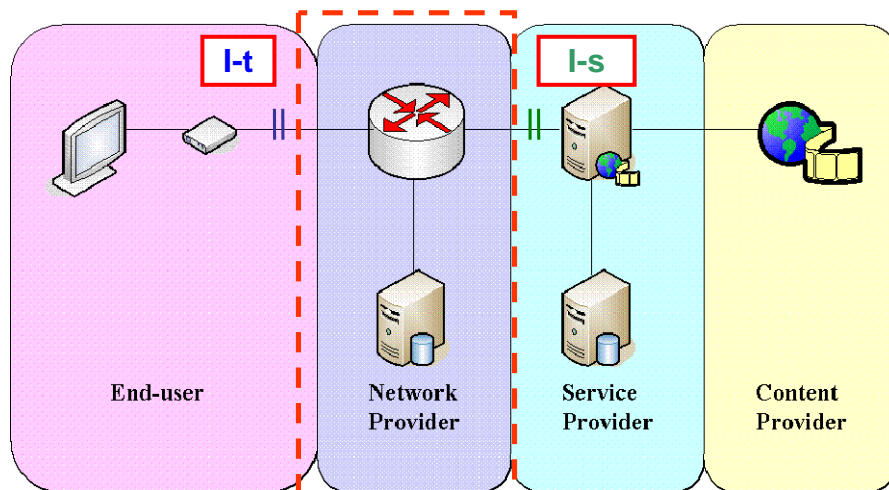 I-t
I-s
End-user
Network
Provider
Service
Provider
Content
Provider